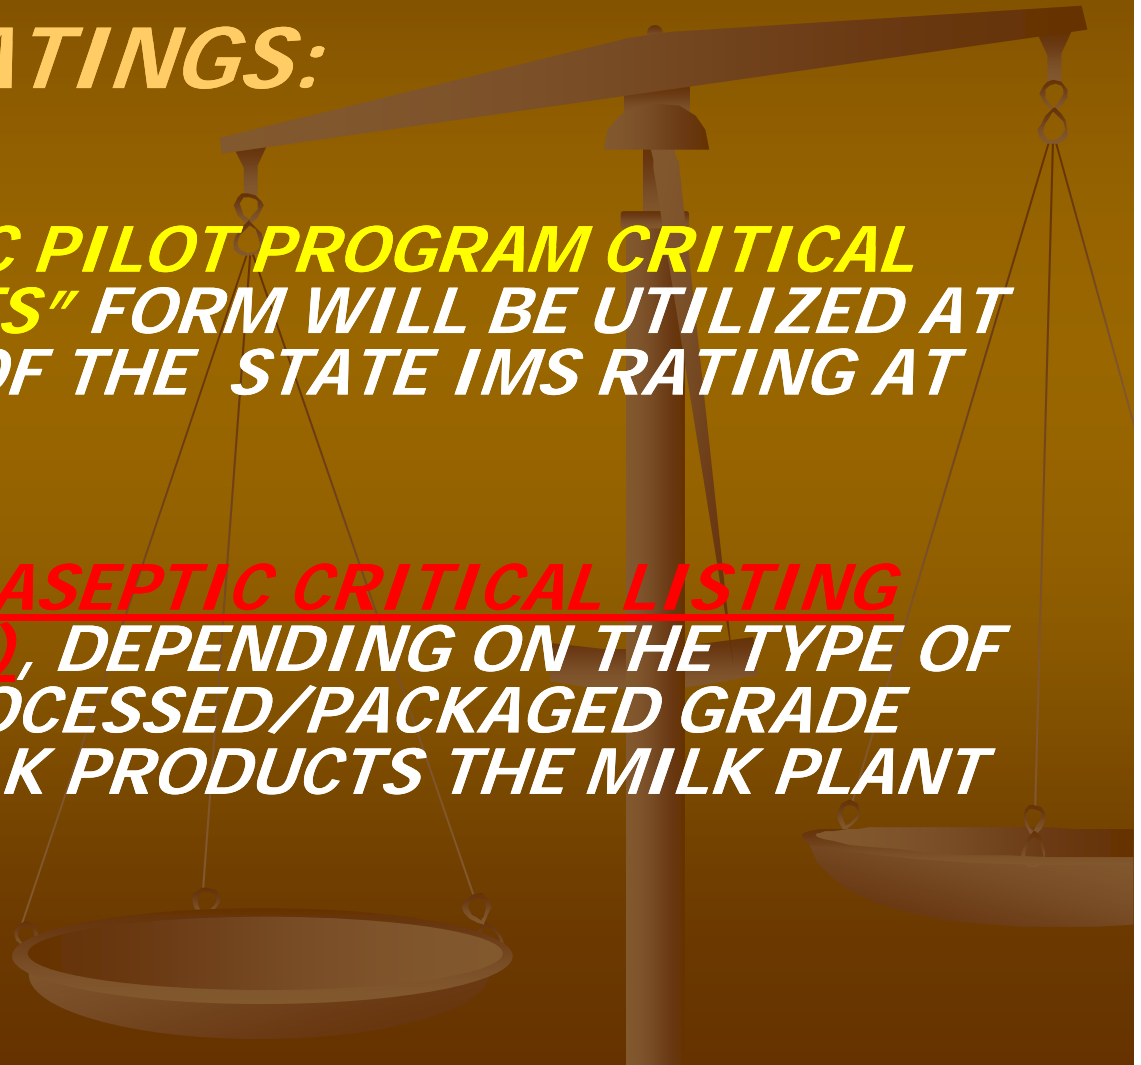 ATINGS:
C PILOT PROGRAM CRITICAL
TS” FORM WILL BE UTILIZED AT
OF THE STATE IMS RATING AT
ASEPTIC CRITICAL LISTING
), DEPENDING ON THE TYPE OF
OCESSED/PACKAGED GRADE
K PRODUCTS THE MILK PLANT